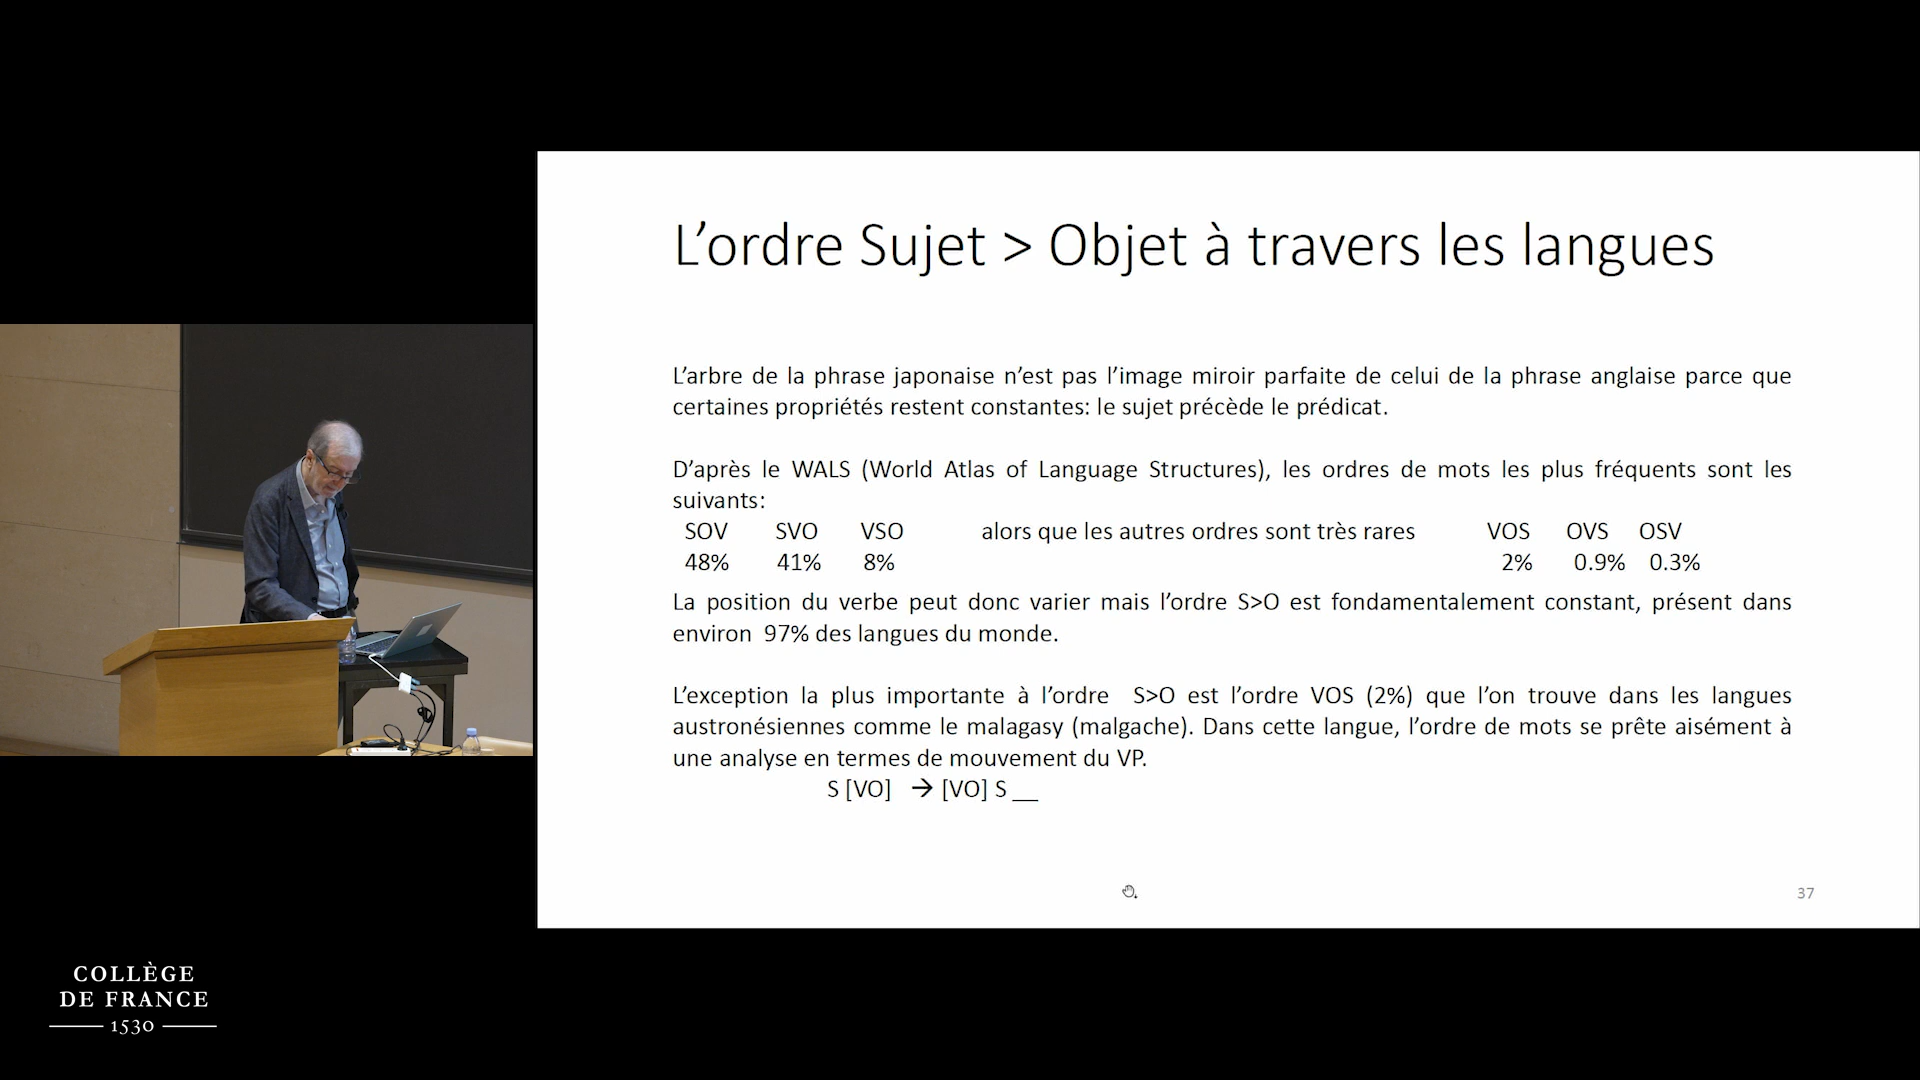 L'ordre Sujet > Objet à travers les langues
L'arbre de la phrase japonaise n'est pas l'image miroir parfaite de celui de la phrase anglaise parce que
certaines propriétés restent constantes: le sujet précède le prédicat.
D'après le WALS (World Atlas of Language Structures), les ordres de mots les plus fréquents sont les
suivants:
SOV SVO VSO alors que les autres ordres sont très rares VOS OVS OSV
48% 41% 8% 2% 0.9% 0.3%
La position du verbe peut donc varier mais l'ordre S>O est fondamentalement constant, présent dans
environ 97% des langues du monde.
L'exception la plus importante à l'ordre S>O est l'ordre VOS (2%) que l'on trouve dans les langues
austronésiennes comme le malagasy (malgache). Dans cette langue, l'ordre de mots se prête aisément à
une analyse en termes de mouvement du VP.
S [VO] → [VO] S __
37
COLLÈGE
DE FRANCE
1530